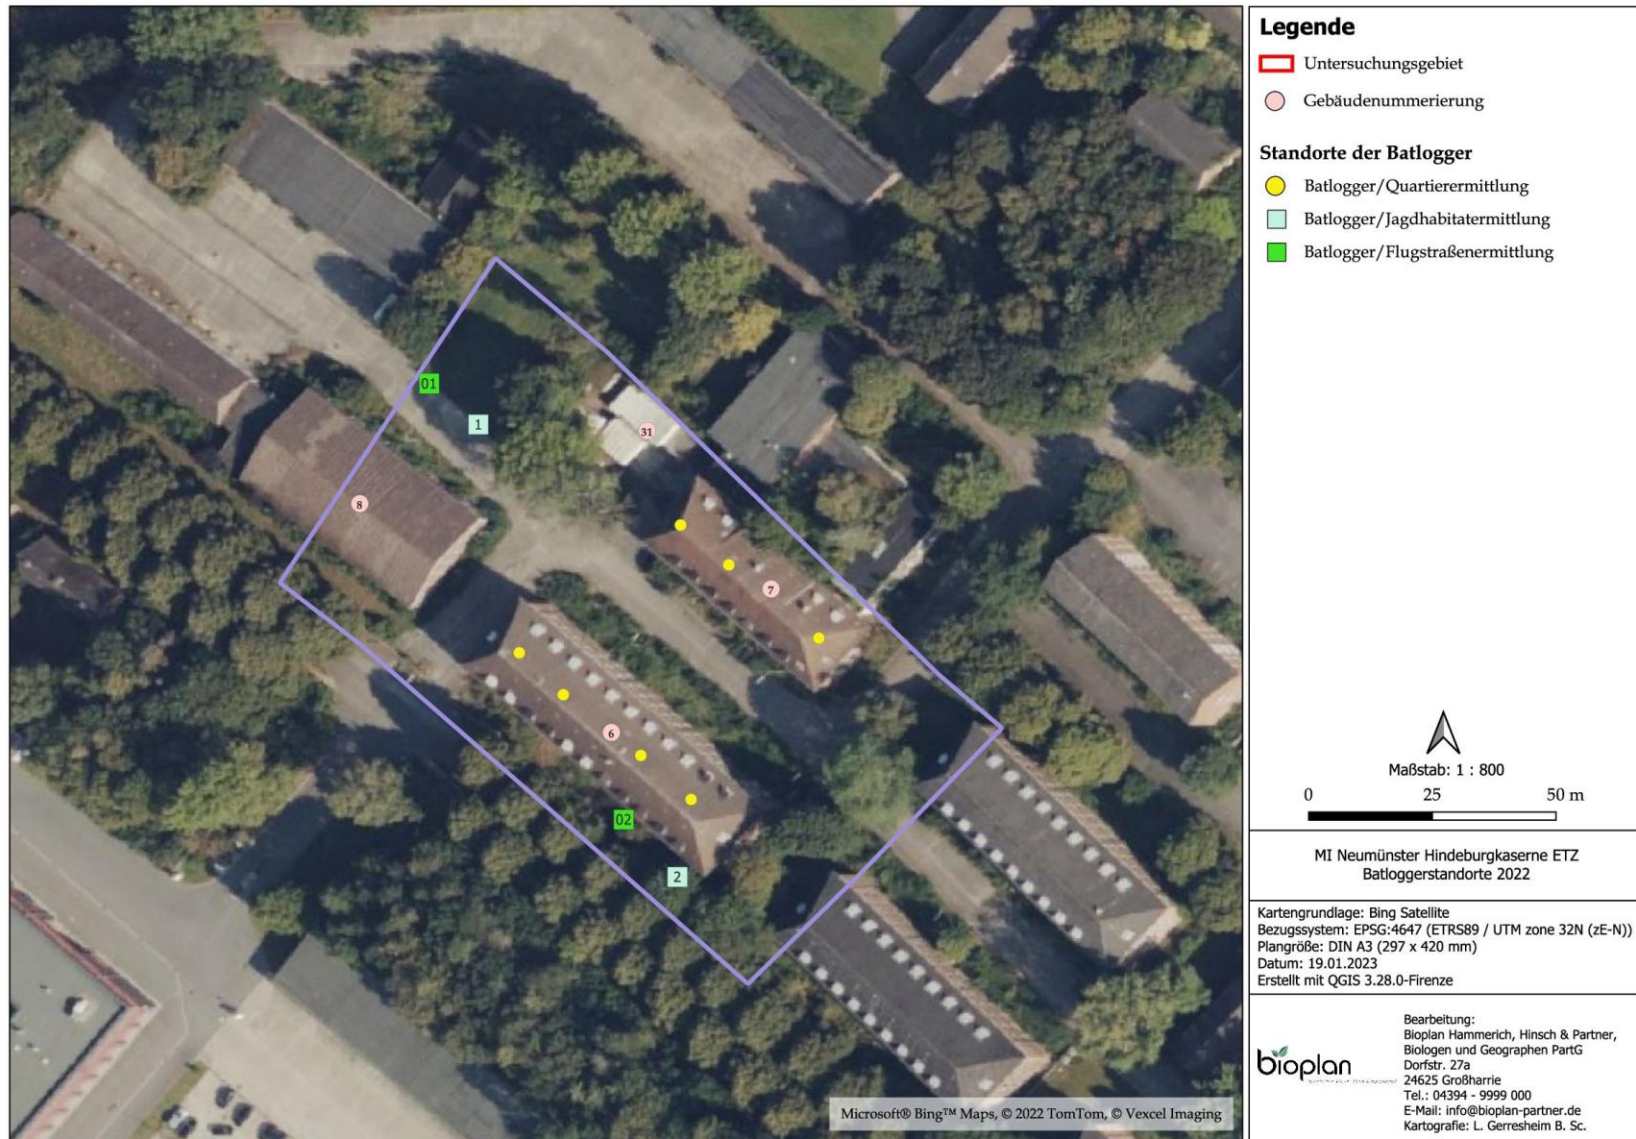 01
1
31
8
7
6
02
2
Microsoft® Bing™ Maps, © 2022 TomTom, © Vexcel Imaging
Legende
Untersuchungsgebiet
Gebäudenummerierung
Standorte der Batlogger
Batlogger/Quartierermittlung
Batlogger/Jagdhabitatermittlung
Batlogger/Flugstraßenermittlung
Maßstab: 1 : 800
0 25 50 m
MI Neumünster Hindeburgkaserne ETZ
Batloggerstandorte 2022
Kartengrundlage: Bing Satellite
Bezugssystem: EPSG:4647 (ETRS89 / UTM zone 32N (zE-N))
Plangröße: DIN A3 (297 x 420 mm)
Datum: 19.01.2023
Erstellt mit QGIS 3.28.0-Firenze
bioplan
Bearbeitung:
Bioplan Hammerich, Hinsch & Partner,
Biologen und Geographen PartG
Dorfstr. 27a
24625 Großharrie
Tel.: 04394 - 9999 000
E-Mail: info@bioplan-partner.de
Kartografie: L. Gerresheim B. Sc.